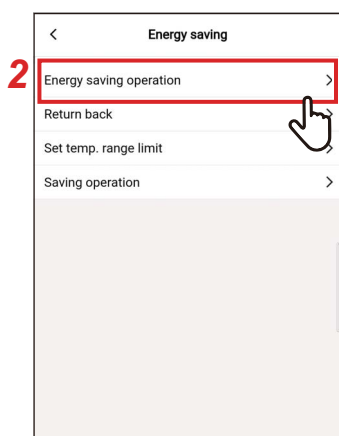 Energy saving
2
Energy saving operation
Return back
Set temp. range limit
Saving operation